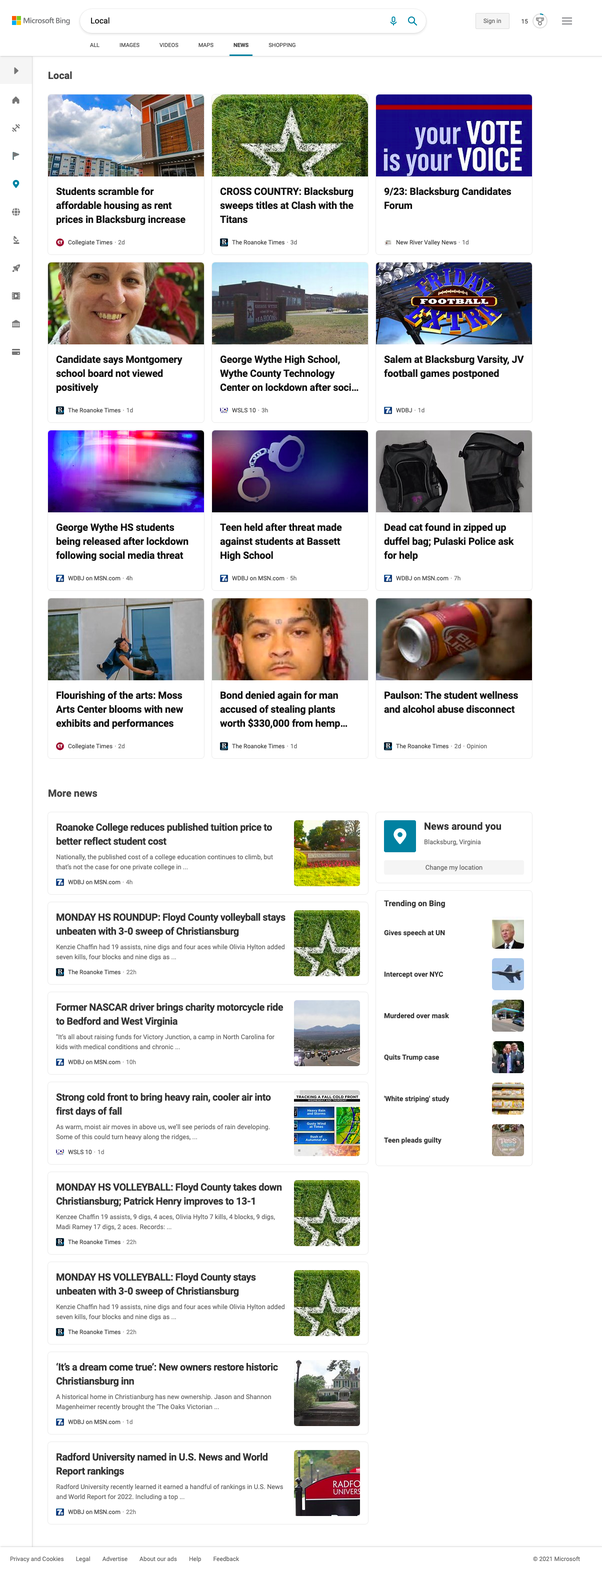 Microsoft Bing
Local
Sign in
15
ALL
IMAGES
VIDEOS
MAPS
NEWS
SHOPPING
Local
your VOTE
is your VOICE
Students scramble for
affordable housing as rent
prices in Blacksburg increase
Collegiate Times · 2d
CROSS COUNTRY: Blacksburg
sweeps titles at Clash with the
Titans
The Roanoke Times · 3d
9/23: Blacksburg Candidates
Forum
New River Valley News · 1d
FRIDAY
FOOTBALL
EXTRA
Candidate says Montgomery
school board not viewed
positively
The Roanoke Times · 1d
George Wythe High School,
Wythe County Technology
Center on lockdown after soci...
WSLS 10 · 3h
Salem at Blacksburg Varsity, JV
football games postponed
WDBJ · 1d
George Wythe HS students
being released after lockdown
following social media threat
WDBJ on MSN.com · 4h
Teen held after threat made
against students at Bassett
High School
WDBJ on MSN.com · 5h
Dead cat found in zipped up
duffel bag; Pulaski Police ask
for help
WDBJ on MSN.com · 7h
Flourishing of the arts: Moss
Arts Center blooms with new
exhibits and performances
Collegiate Times · 2d
Bond denied again for man
accused of stealing plants
worth $330,000 from hemp...
The Roanoke Times · 1d
Paulson: The student wellness
and alcohol abuse disconnect
The Roanoke Times · 2d · Opinion
More news
Roanoke College reduces published tuition price to
better reflect student cost
Nationally, the published cost of a college education continues to climb, but
that's not the case for one private college in ...
WDBJ on MSN.com · 4h
MONDAY HS ROUNDUP: Floyd County volleyball stays
unbeaten with 3-0 sweep of Christiansburg
Kenzie Chaffin had 19 assists, nine digs and four aces while Olivia Hylton added
seven kills, four blocks and nine digs as ...
The Roanoke Times · 22h
Former NASCAR driver brings charity motorcycle ride
to Bedford and West Virginia
"It's all about raising funds for Victory Junction, a camp in North Carolina for
kids with medical conditions and chronic ...
WDBJ on MSN.com · 10h
Strong cold front to bring heavy rain, cooler air into
first days of fall
As warm, moist air moves in above us, we'll see periods of rain developing.
Some of this could turn heavy along the ridges, ...
WSLS 10 · 1d
TRACKING A FALL COLD FRONT
Heavy Rain
and Storms
Gusty Wind
at Times
Rush of
Autumnal Air
MONDAY HS VOLLEYBALL: Floyd County takes down
Christiansburg; Patrick Henry improves to 13-1
Kenzee Chaffin 19 assists, 9 digs, 4 aces, Olivia Hylto 7 kills, 4 blocks, 9 digs,
Madi Ramey 17 digs, 2 aces. Records: ...
The Roanoke Times · 22h
MONDAY HS VOLLEYBALL: Floyd County stays
unbeaten with 3-0 sweep of Christiansburg
Kenzie Chaffin had 19 assists, nine digs and four aces while Olivia Hylton added
seven kills, four blocks and nine digs as ...
The Roanoke Times · 22h
'It's a dream come true': New owners restore historic
Christiansburg inn
A historical home in Christianburg has new ownership. Jason and Shannon
Magenheimer recently brought the 'The Oaks Victorian ...
WDBJ on MSN.com · 1d
Radford University named in U.S. News and World
Report rankings
Radford University recently learned it earned a handful of rankings in U.S. News
and World Report for 2022. Including a top ...
WDBJ on MSN.com · 22h
RADFO
UNIVERS
News around you
Blacksburg, Virginia
Change my location
Trending on Bing
Gives speech at UN
Intercept over NYC
Murdered over mask
Quits Trump case
'White striping' study
Teen pleads guilty
Privacy and Cookies
Legal
Advertise
About our ads
Help
Feedback
© 2021 Microsoft